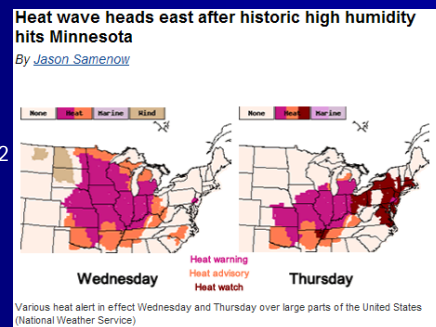 Heat wave heads east after historic high humidity
hits Minnesota
By Jason Samenow
2
None Heat Marine Wind
None Heat Marine
Wednesday
Thursday
Heat warning
Heat advisory
Heat watch
Various heat alert in effect Wednesday and Thursday over large parts of the United States
(National Weather Service)